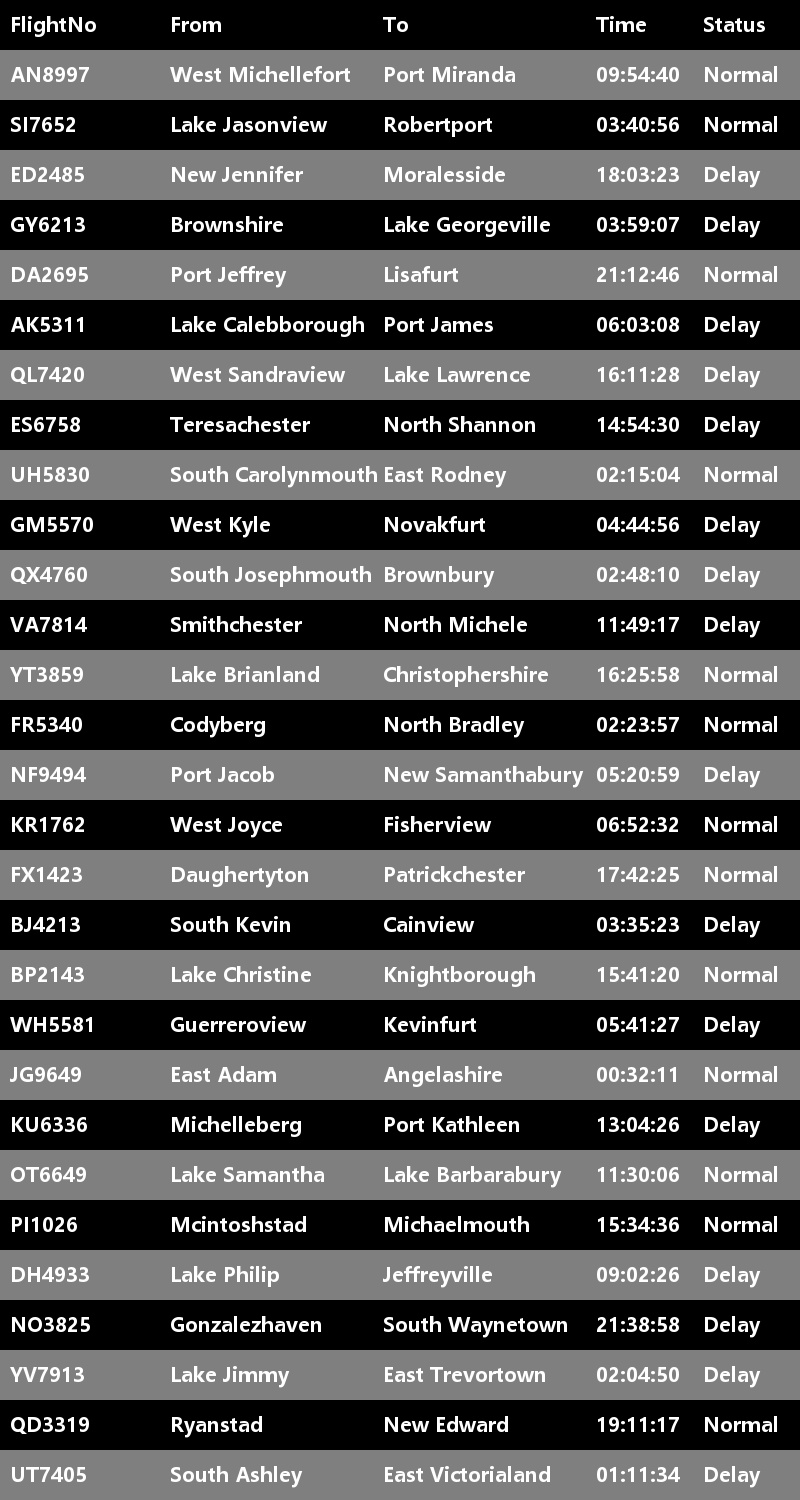 FlightNo From To Time Status
AN8997 West Michellefort Port Miranda 09:54:40 Normal
SI7652 Lake Jasonview Robertport 03:40:56 Normal
ED2485 New Jennifer Moralesside 18:03:23 Delay
GY6213 Brownshire Lake Georgeville 03:59:07 Delay
DA2695 Port Jeffrey Lisafurt 21:12:46 Normal
AK5311 Lake Calebborough Port James 06:03:08 Delay
QL7420 West Sandraview Lake Lawrence 16:11:28 Delay
ES6758 Teresachester North Shannon 14:54:30 Delay
UH5830 South Carolynmouth East Rodney 02:15:04 Normal
GM5570 West Kyle Novakfurt 04:44:56 Delay
QX4760 South Josephmouth Brownbury 02:48:10 Delay
VA7814 Smithchester North Michele 11:49:17 Delay
YT3859 Lake Brianland Christophershire 16:25:58 Normal
FR5340 Codyberg North Bradley 02:23:57 Normal
NF9494 Port Jacob New Samanthabury 05:20:59 Delay
KR1762 West Joyce Fisherview 06:52:32 Normal
FX1423 Daughertyton Patrickchester 17:42:25 Normal
BJ4213 South Kevin Cainview 03:35:23 Delay
BP2143 Lake Christine Knightborough 15:41:20 Normal
WH5581 Guerreroview Kevinfurt 05:41:27 Delay
JG9649 East Adam Angelashire 00:32:11 Normal
KU6336 Michelleberg Port Kathleen 13:04:26 Delay
OT6649 Lake Samantha Lake Barbarabury 11:30:06 Normal
PI1026 Mcintoshstad Michaelmouth 15:34:36 Normal
DH4933 Lake Philip Jeffreyville 09:02:26 Delay
NO3825 Gonzalezhaven South Waynetown 21:38:58 Delay
YV7913 Lake Jimmy East Trevortown 02:04:50 Delay
QD3319 Ryanstad New Edward 19:11:17 Normal
UT7405 South Ashley East Victorialand 01:11:34 Delay